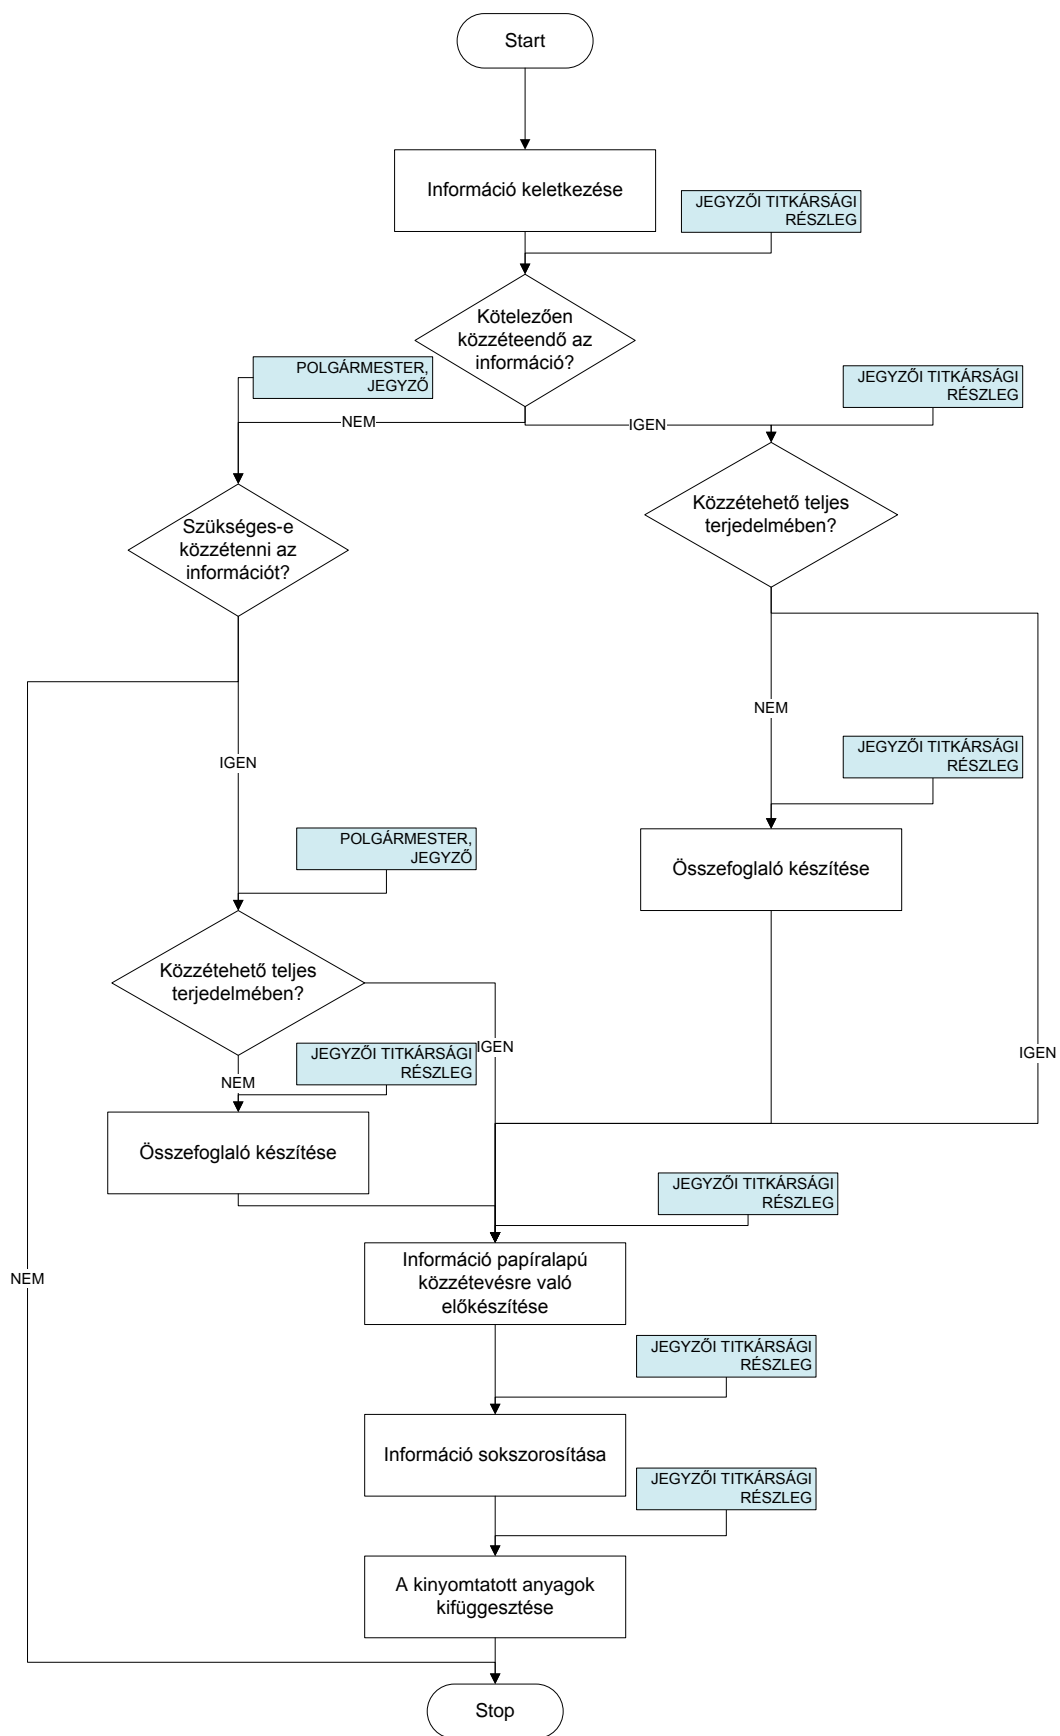 Start
Információ keletkezése
JEGYZŐI TITKÁRSÁGI
RÉSZLEG
Kötelezően
közzéteendő az
információ?
POLGÁRMESTER,
JEGYZŐ
JEGYZŐI TITKÁRSÁGI
RÉSZLEG
NEM
IGEN
Szükséges-e
közzétenni az
információt?
Közzétehető teljes
terjedelmében?
NEM
IGEN
JEGYZŐI TITKÁRSÁGI
RÉSZLEG
POLGÁRMESTER,
JEGYZŐ
Összefoglaló készítése
Közzétehető teljes
terjedelmében?
IGEN
JEGYZŐI TITKÁRSÁGI
RÉSZLEG
IGEN
NEM
Összefoglaló készítése
JEGYZŐI TITKÁRSÁGI
RÉSZLEG
NEM
Információ papíralapú
közzétevésre való
előkészítése
JEGYZŐI TITKÁRSÁGI
RÉSZLEG
Információ sokszorosítása
JEGYZŐI TITKÁRSÁGI
RÉSZLEG
A kinyomtatott anyagok
kifüggesztése
Stop